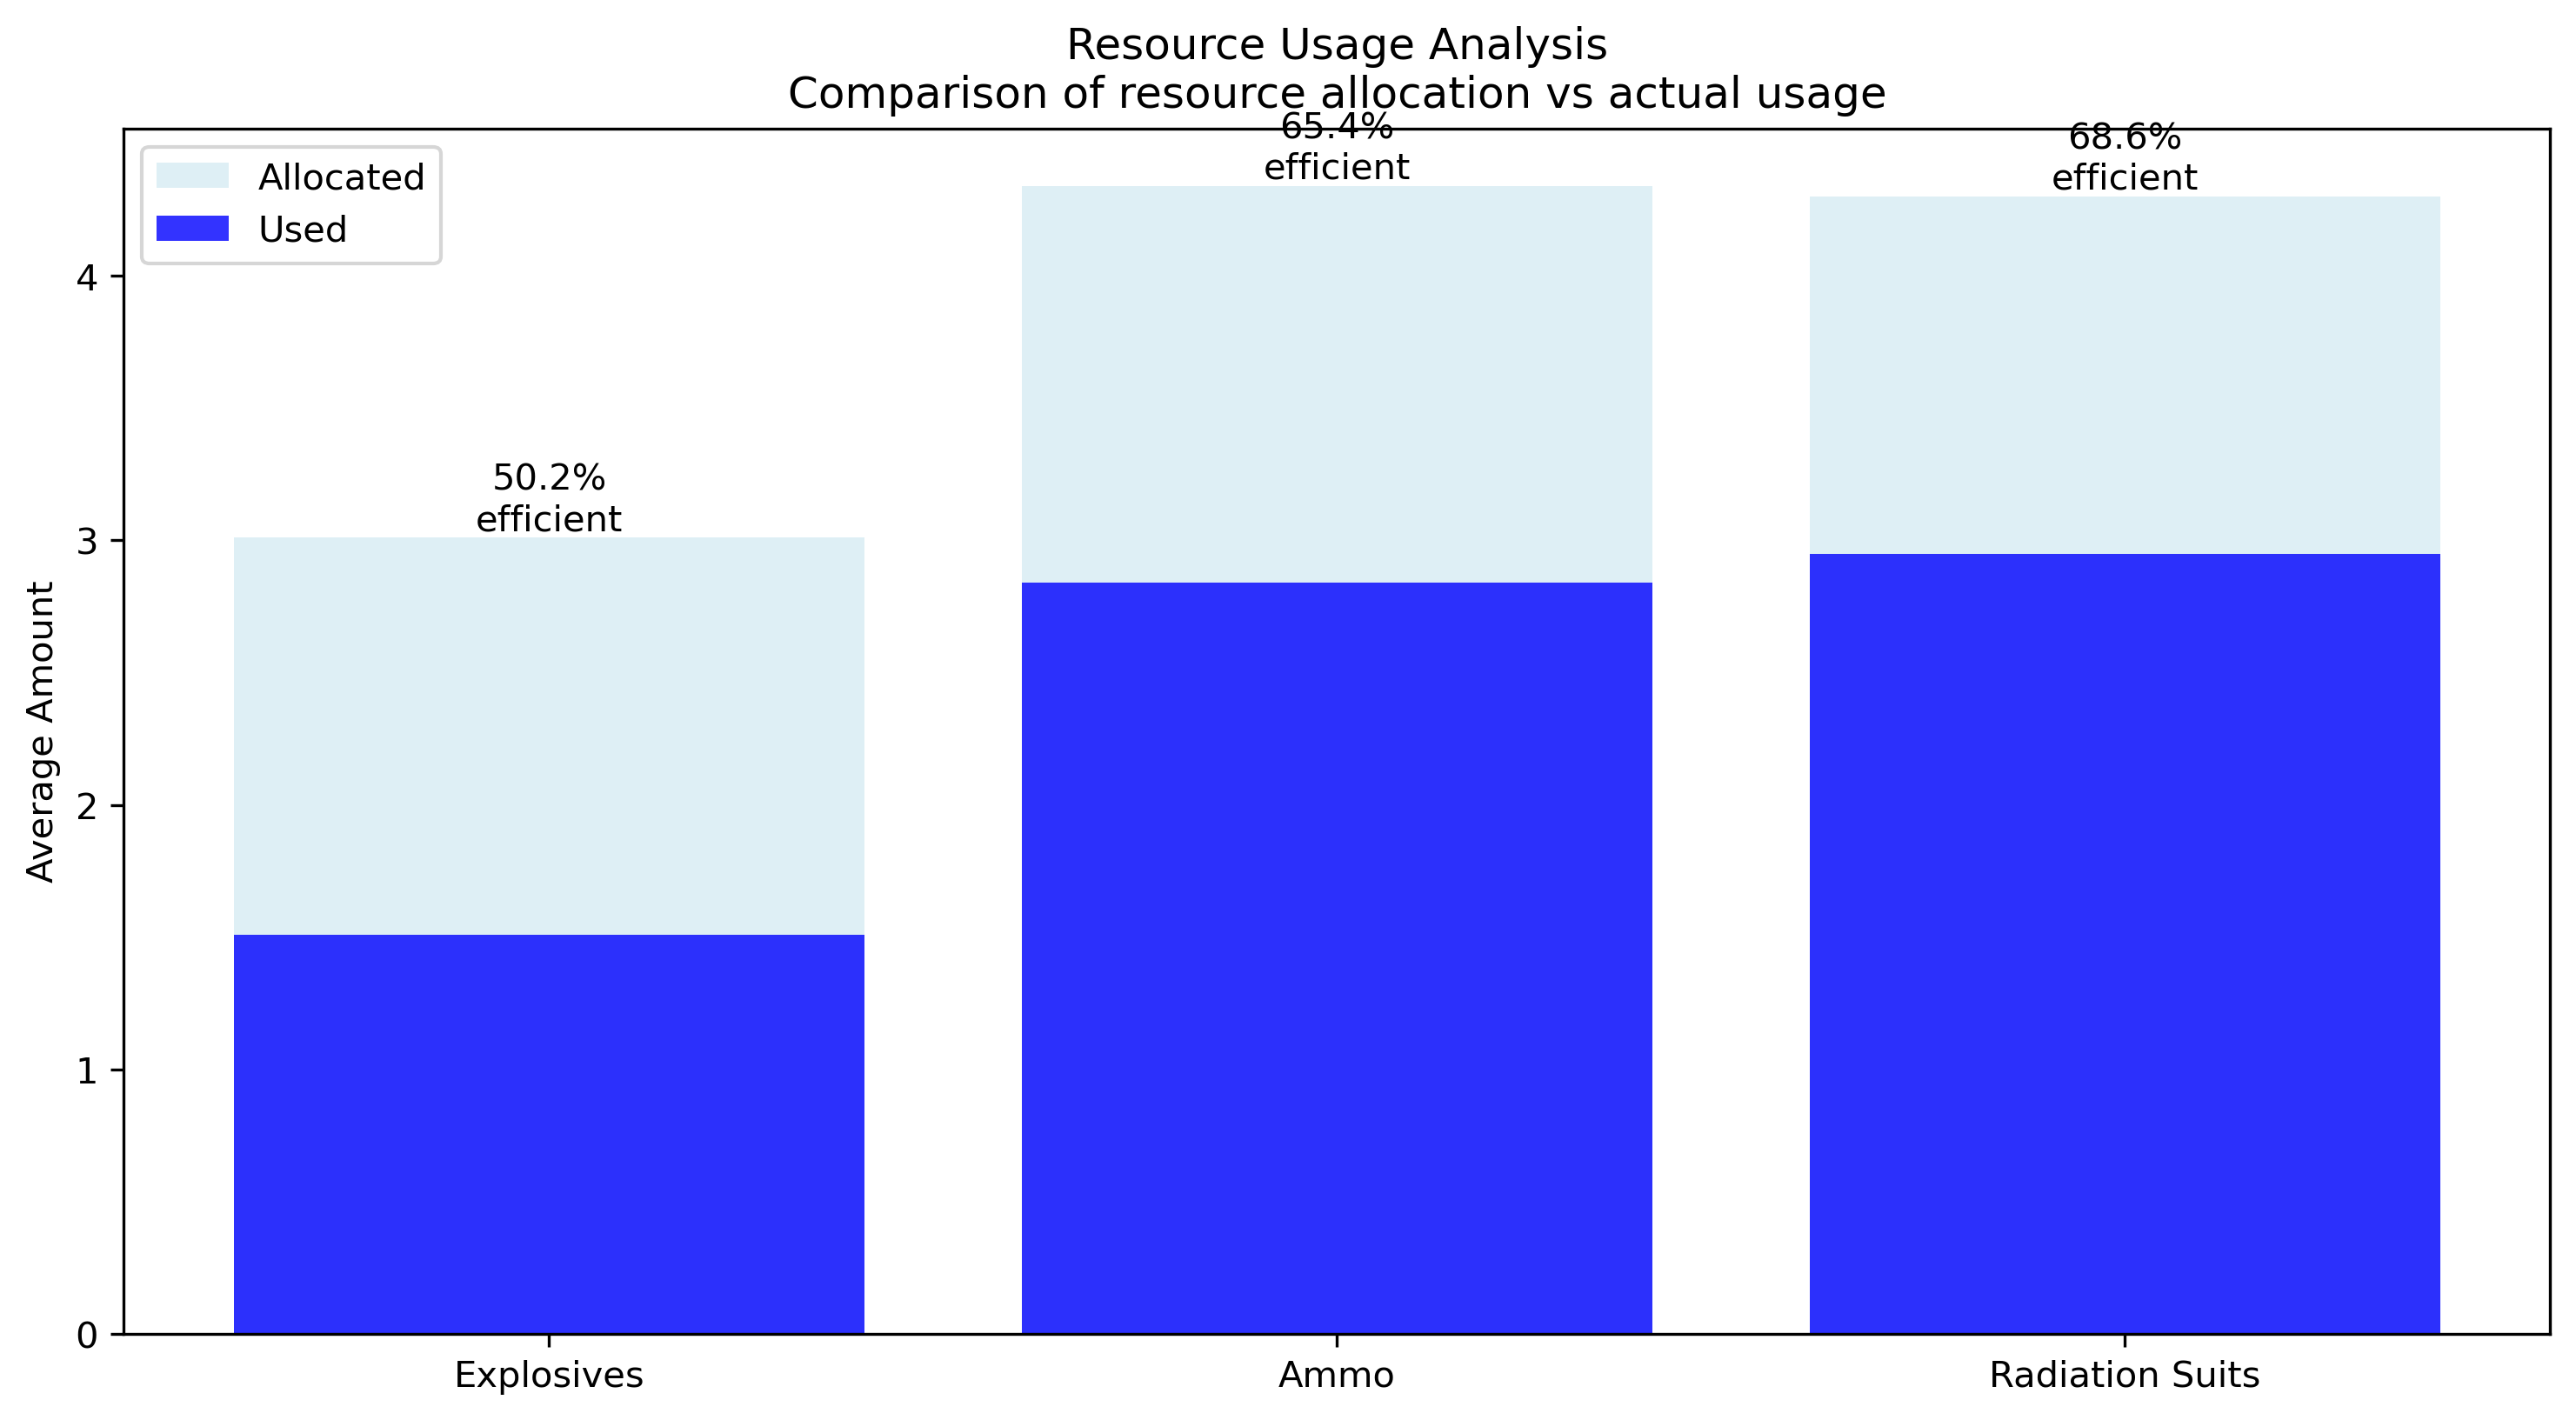 Resource Usage Analysis
Comparison of resource allocation vs actual usage
Allocated
Used
50.2%
efficient
65.4%
efficient
68.6%
efficient
Average Amount
4
3
2
1
0
Explosives
Ammo
Radiation Suits